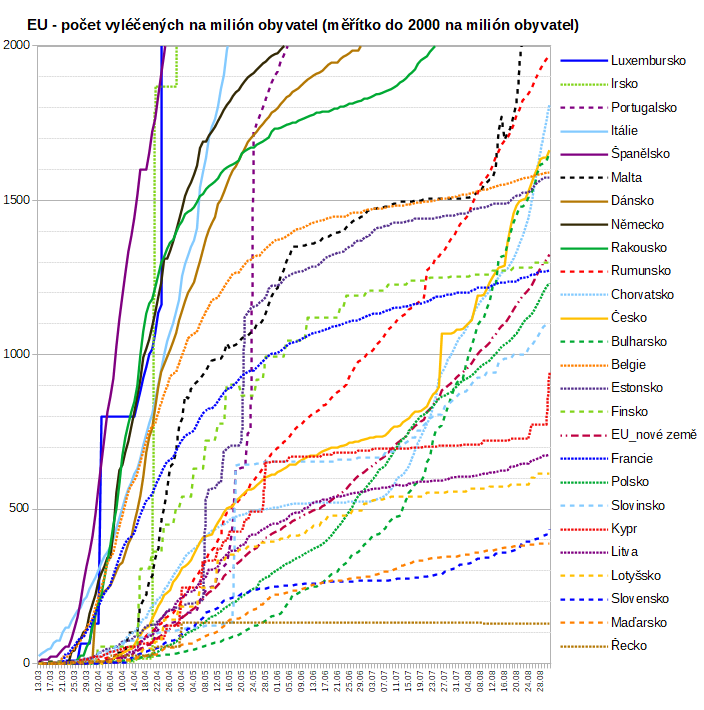 EU - počet vyléčených na milión obyvatel (měřítko do 2000 na milión obyvatel)
2000
1500
1000
500
0
13.03 17.03 21.03 25.03 29.03 02.04 06.04 10.04 14.04 18.04 22.04 26.04 30.04 04.05 08.05 12.05 16.05 20.05 24.05 28.05 01.06 05.06 09.06 13.06 17.06 21.06 25.06 29.06 03.07 07.07 11.07 15.07 19.07 23.07 27.07 31.07 04.08 08.08 12.08 16.08 20.08 24.08 28.08
Luxembursko
Irsko
Portugalsko
Itálie
Španělsko
Malta
Dánsko
Německo
Rakousko
Rumunsko
Chorvatsko
Česko
Bulharsko
Belgie
Estonsko
Finsko
EU_nové země
Francie
Polsko
Slovinsko
Kypr
Litva
Lotyšsko
Slovensko
Maďarsko
Řecko